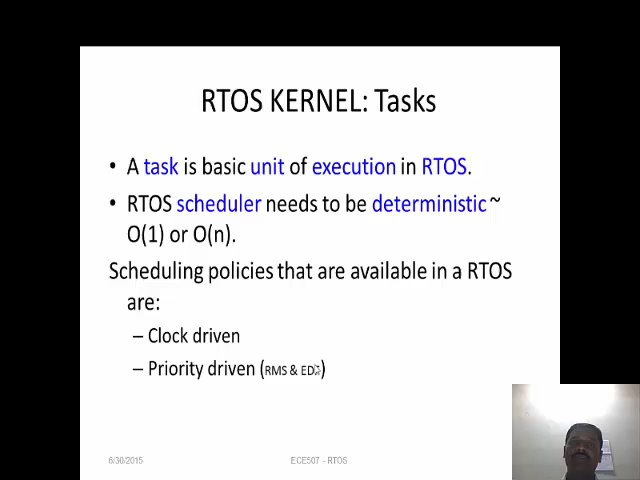 RTOS KERNEL: Tasks
• A task is basic unit of execution in RTOS.
• RTOS scheduler needs to be deterministic ~
O(1) or O(n).
Scheduling policies that are available in a RTOS
are:
– Clock driven
– Priority driven (RMS &
6/30/2015
ECE507 - RTOS